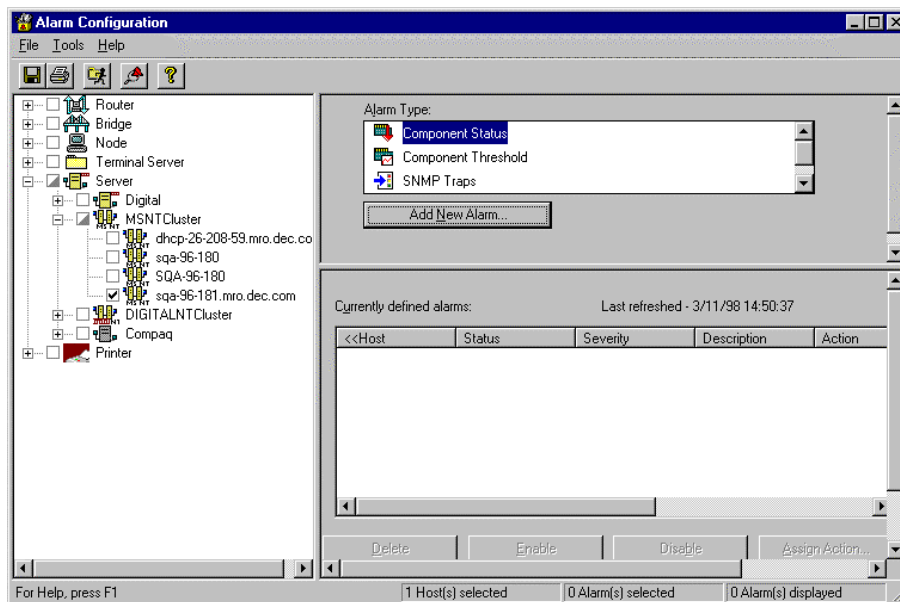 Alarm Configuration
File Tools Help
Router
Bridge
Node
Terminal Server
Server
Digital
MSNTCluster
dhcp-26-208-59.mro.dec.co
sqa-96-180
SQA-96-180
sqa-96-181.mro.dec.com
DIGITALNTCluster
Compaq
Printer
Alarm Type:
Component Status
Component Threshold
SNMP Traps
Add New Alarm...
Currently defined alarms: Last refreshed - 3/11/98 14:50:37
<<Host Status Severity Description Action
Delete Enable Disable Assign Action...
For Help, press F1 1 Host(s) selected 0 Alarm(s) selected 0 Alarm(s) displayed